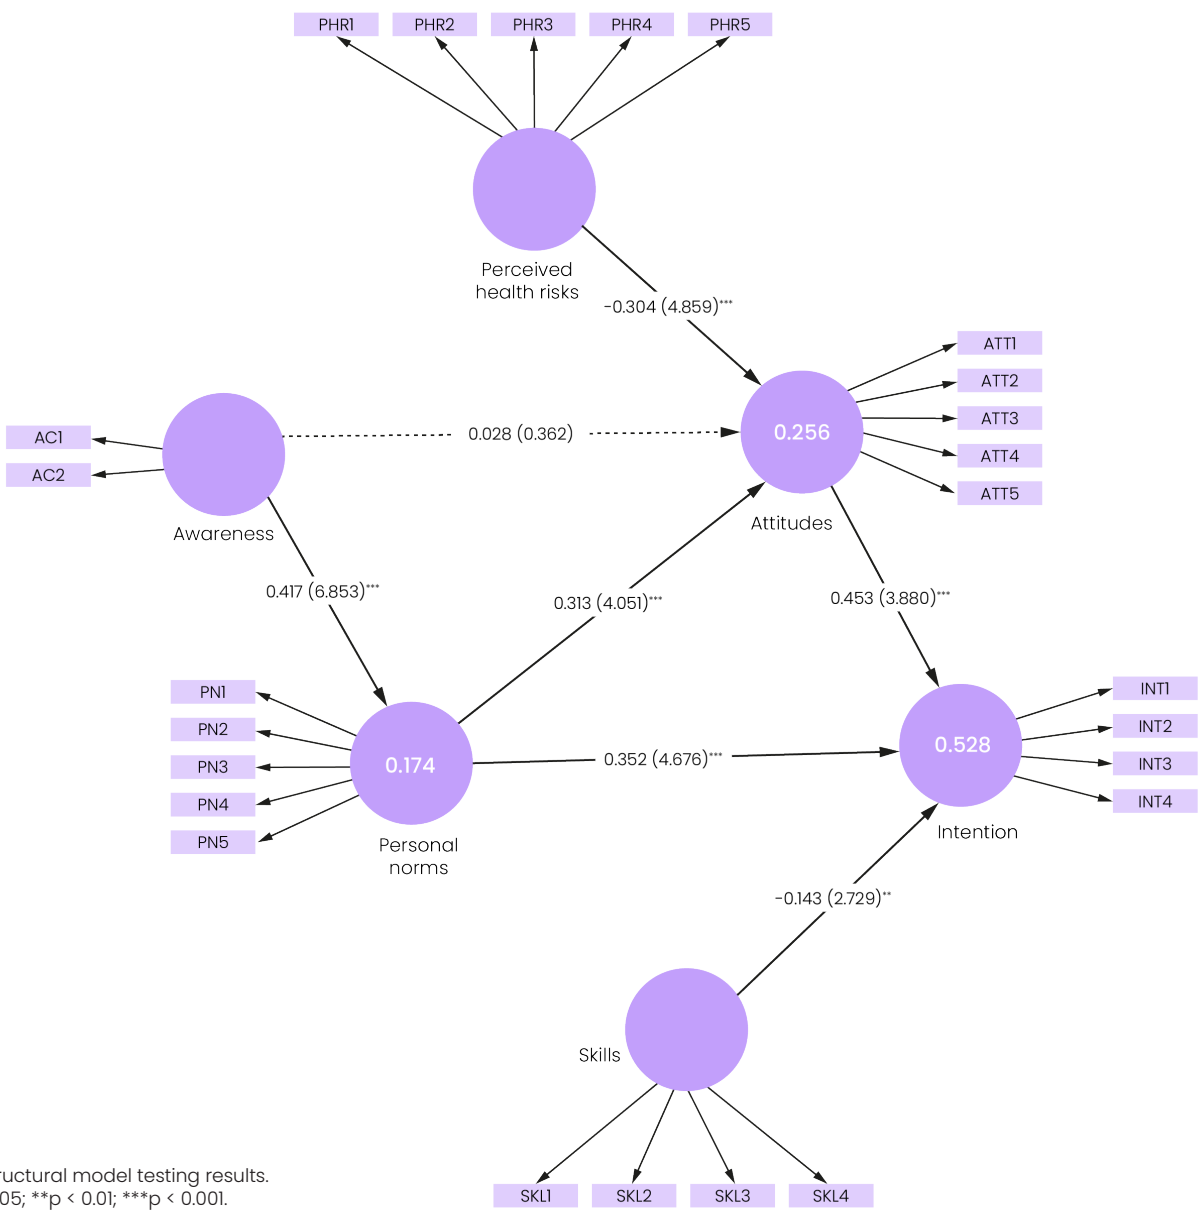 PHR1
PHR2
PHR3
PHR4
PHR5
Perceived
health risks
−0.304 (4.859)***
ATT1
ATT2
ATT3
ATT4
ATT5
0.256
Attitudes
AC1
AC2
Awareness
0.028 (0.362)
0.417 (6.853)***
0.313 (4.051)***
0.453 (3.880)***
PN1
PN2
PN3
PN4
PN5
0.174
Personal
norms
0.352 (4.676)***
0.528
Intention
INT1
INT2
INT3
INT4
−0.143 (2.729)**
Skills
SKL1
SKL2
SKL3
SKL4
model testing results.
05; **p < 0.01; ***p < 0.001.